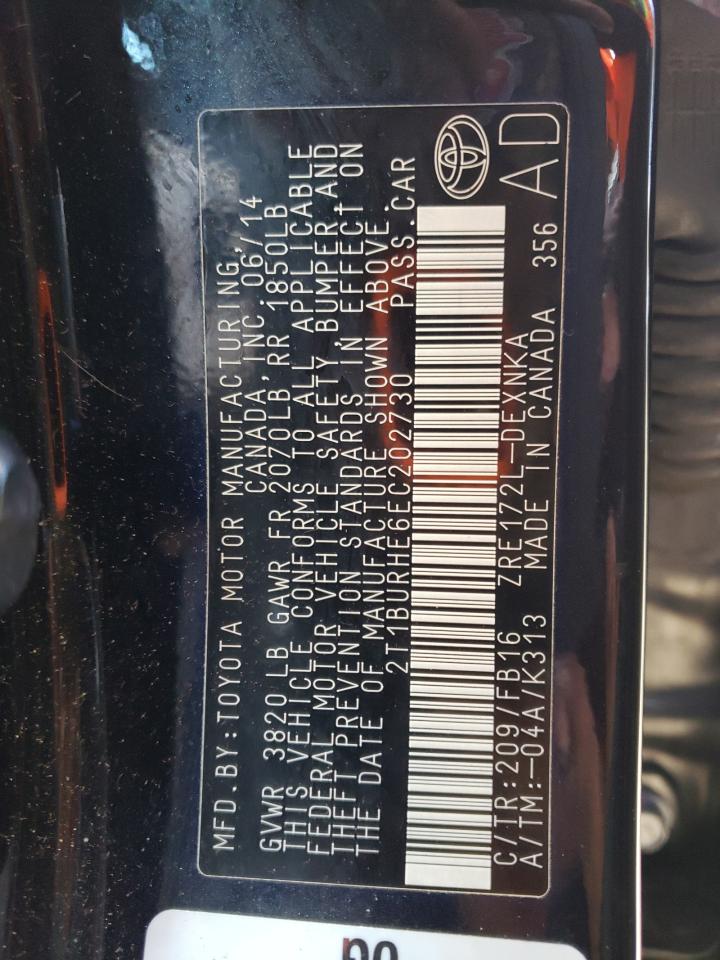 MFD.BY:TOYOTA MOTOR MANUFACTURING,
CANADA, INC.06/14
GVWR 3820 LB GAWR FR 2070LB, RR 1850LB
THIS VEHICLE CONFORMS TO ALL APPLICABLE
FEDERAL MOTOR VEHICLE SAFETY, BUMPER AND
THEFT PREVENTION STANDARDS IN EFFECT ON
THE DATE OF MANUFACTURE SHOWN ABOVE.
2T1BURHE6EC202730 PASS.CAR
C/TR:209/FB16 ZRE172L-DEXNKA
A/TM:-04A/K313 MADE IN CANADA 356
AD